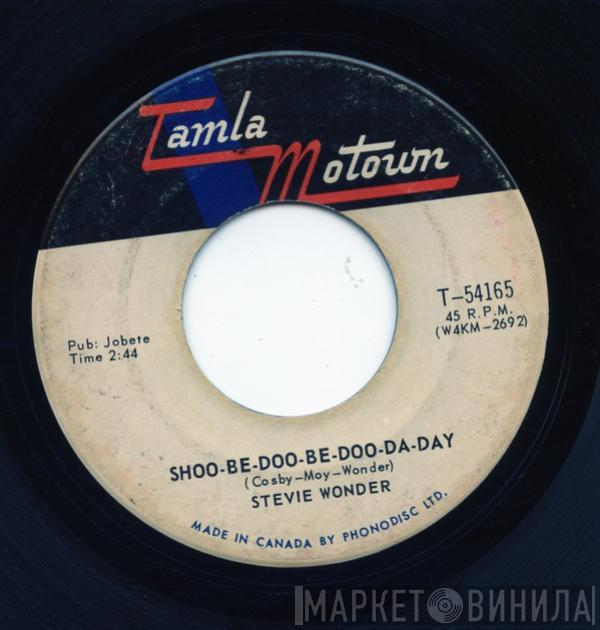 Tamla
Motown
T-54165
45 R.P.M.
(W4KM-2692)
Pub: Jobete
Time 2:44
SHOO-BE-DOO-BE-DOO-DA-DAY
(Cosby-Moy-Wonder)
STEVIE WONDER
MADE IN CANADA BY PHONODISC LTD.
МАРКЕТ ВИНИЛА